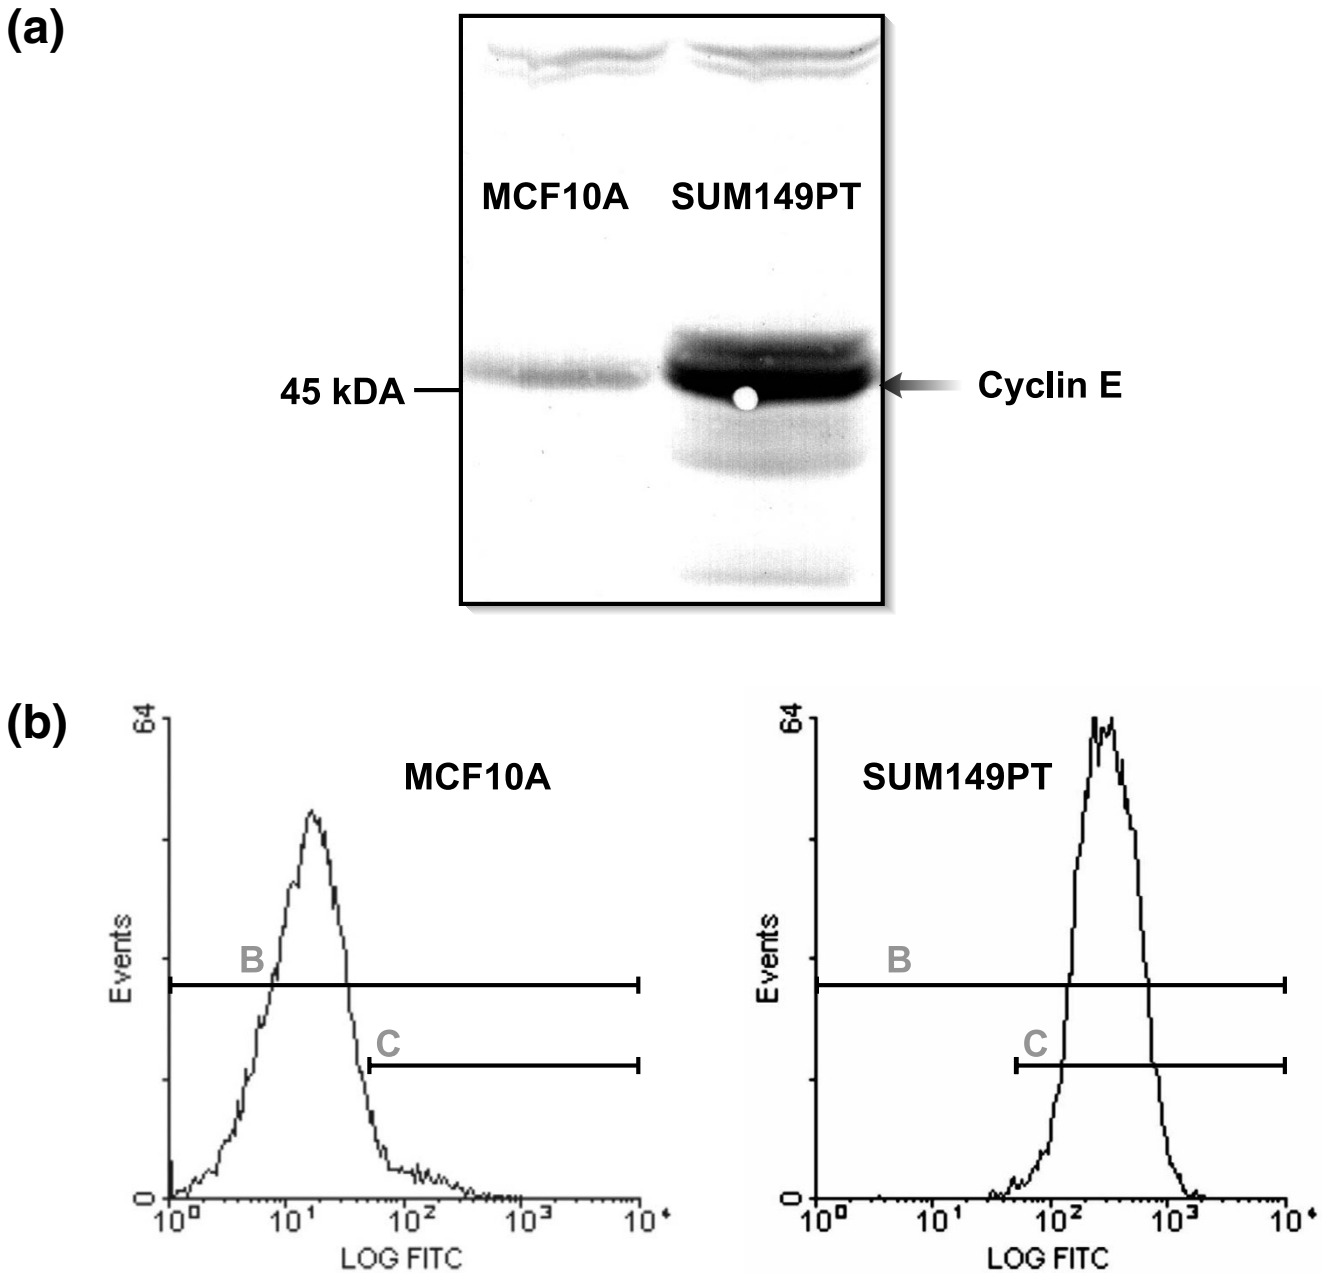 (a)
MCF10A SUM149PT
45 kDA
Cyclin E
(b)
64
MCF10A
Events
B
C
0
10⁰ 10¹ 10² 10³ 10⁴
LOG FITC
64
SUM149PT
Events
B
C
0
10⁰ 10¹ 10² 10³ 10⁴
LOG FITC